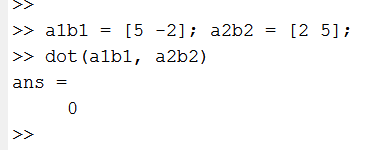 >>
>> a1b1 = [5 -2]; a2b2 = [2 5];
>> dot(a1b1, a2b2)
ans =
0
>>